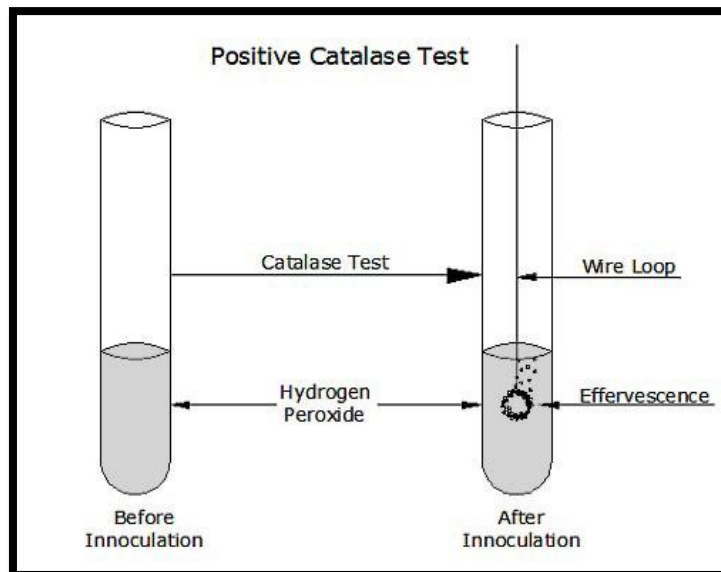 Positive Catalase Test
Catalase Test
Wire Loop
Hydrogen
Peroxide
Effervescence
Before
Innoculation
After
Innoculation